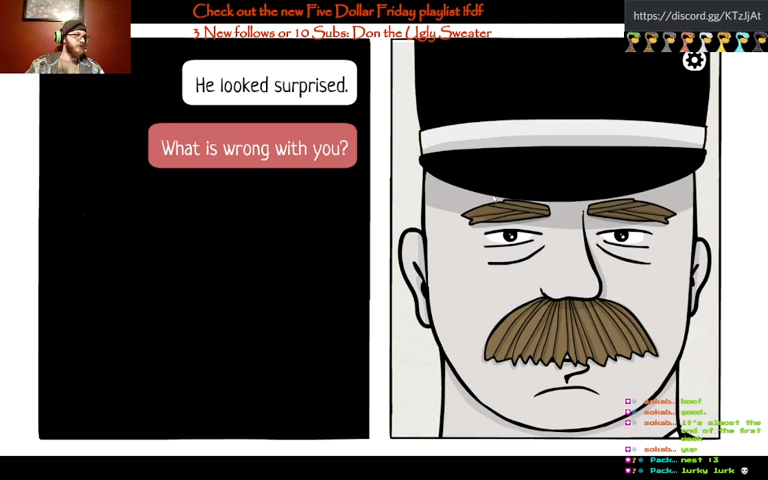 Check out the new Five Dollar Friday playlist !fdf
3 New follows or 10 Subs: Don the Ugly Sweater
https://discord.gg/KTzJjAt
He looked surprised.
What is wrong with you?
sokab… boo!
sokab… good.
sokab… it's almost the
end of the first
sokab… yup
Pack… nest :3
Pack… lurky lurk